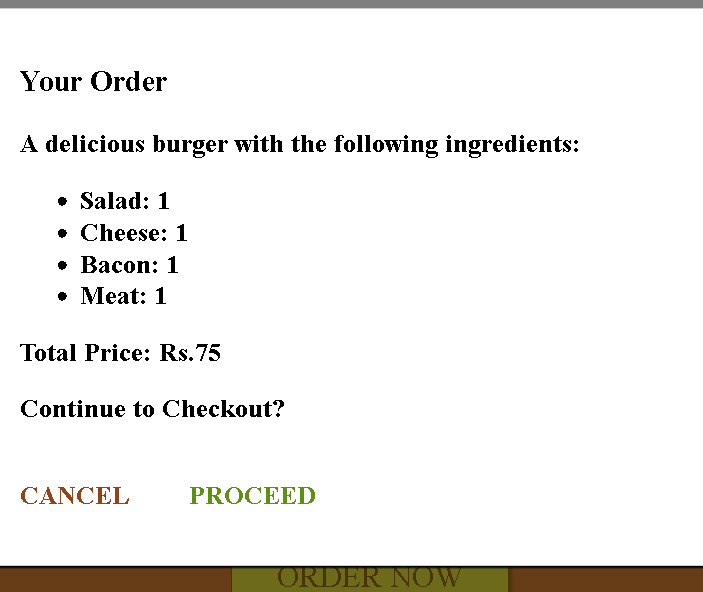 Your Order
A delicious burger with the following ingredients:
Salad: 1
Cheese: 1
Bacon: 1
Meat: 1
Total Price: Rs.75
Continue to Checkout?
CANCEL PROCEED
ORDER NOW